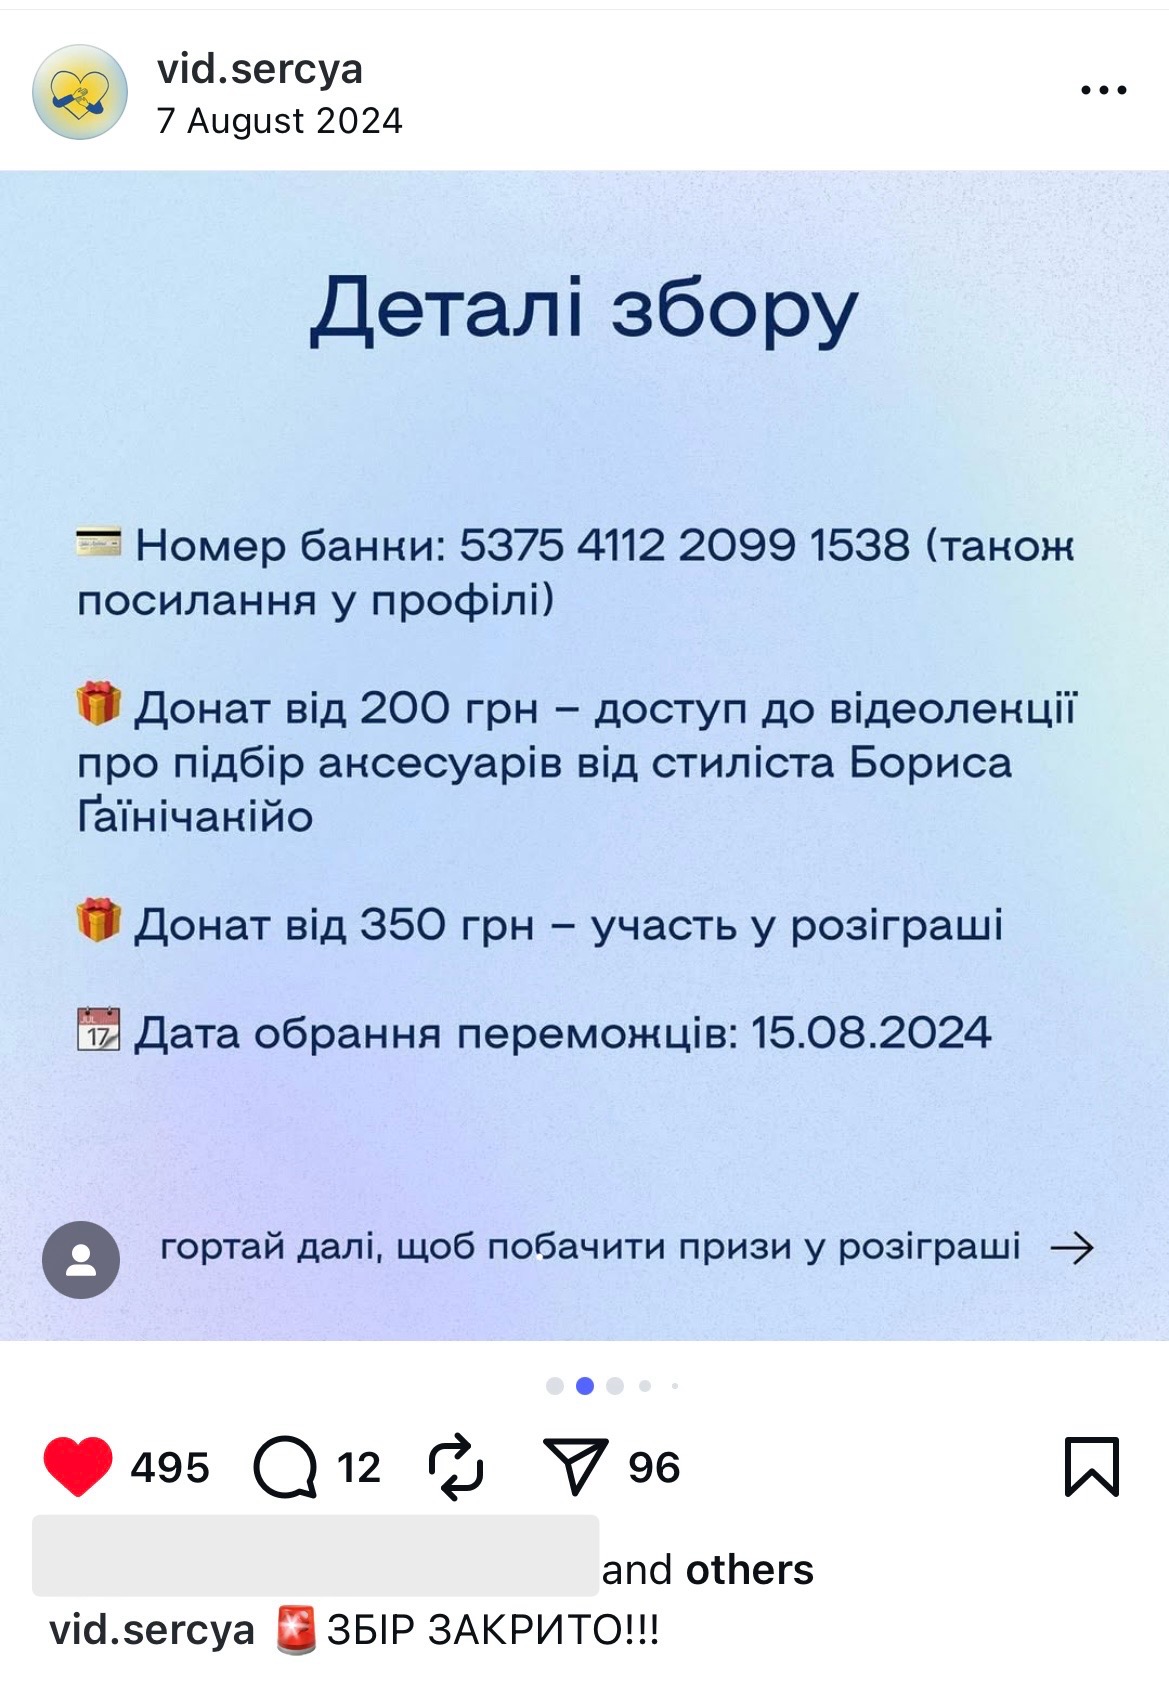 vid.sercya
7 August 2024
Деталі збору
Номер банки: 5375 4112 2099 1538 (також
посилання у профілі)
Донат від 200 грн – доступ до відеолекції
про підбір аксесуарів від стиліста Бориса
Ґаїнічакійо
Донат від 350 грн – участь у розіграші
JUL
17
Дата обрання переможців: 15.08.2024
гортай далі, щоб побачити призи у розіграші →
495 12 96
and others
vid.sercya 🚨 ЗБІР ЗАКРИТО!!!